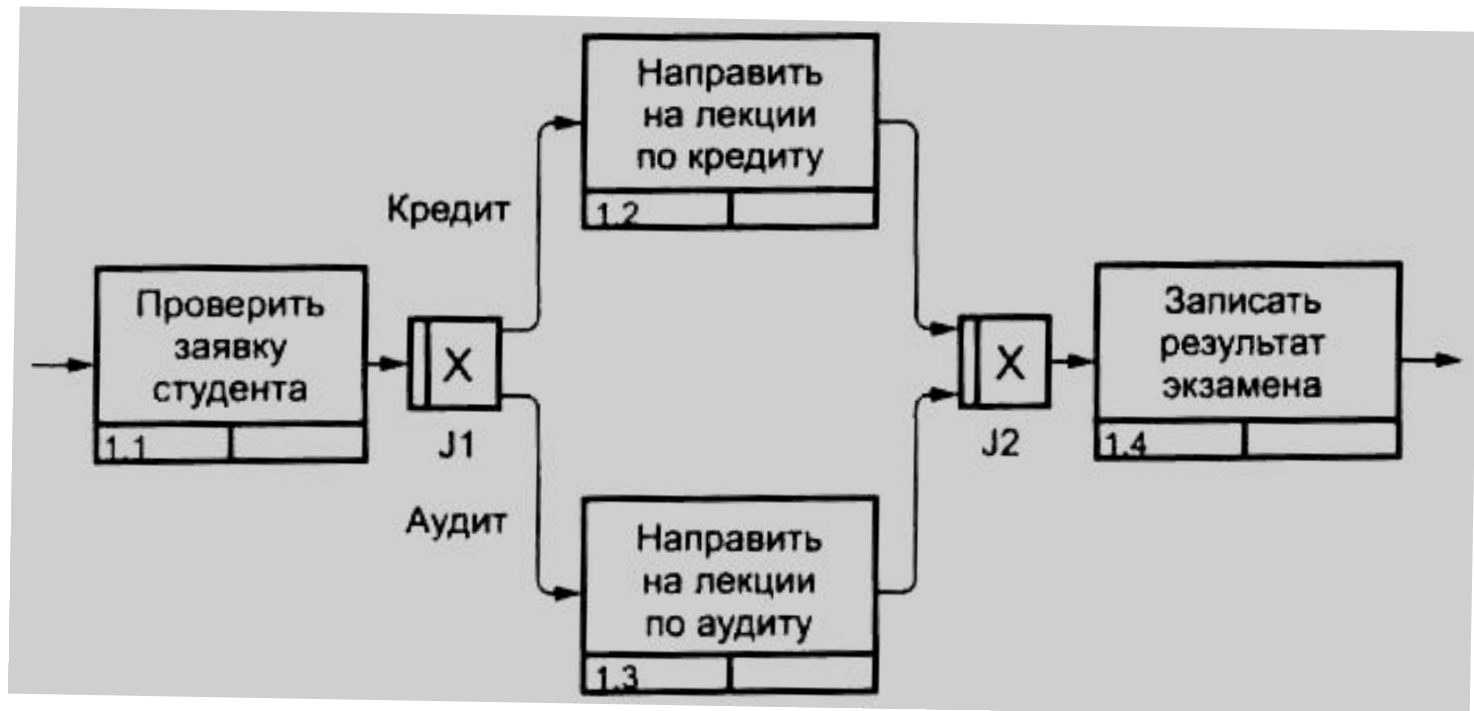 Направить
на лекции
по кредиту
1.2
Кредит
Проверить
заявку
студента
1.1
X
J1
X
J2
Записать
результат
экзамена
1.4
Аудит
Направить
на лекции
по аудиту
1.3